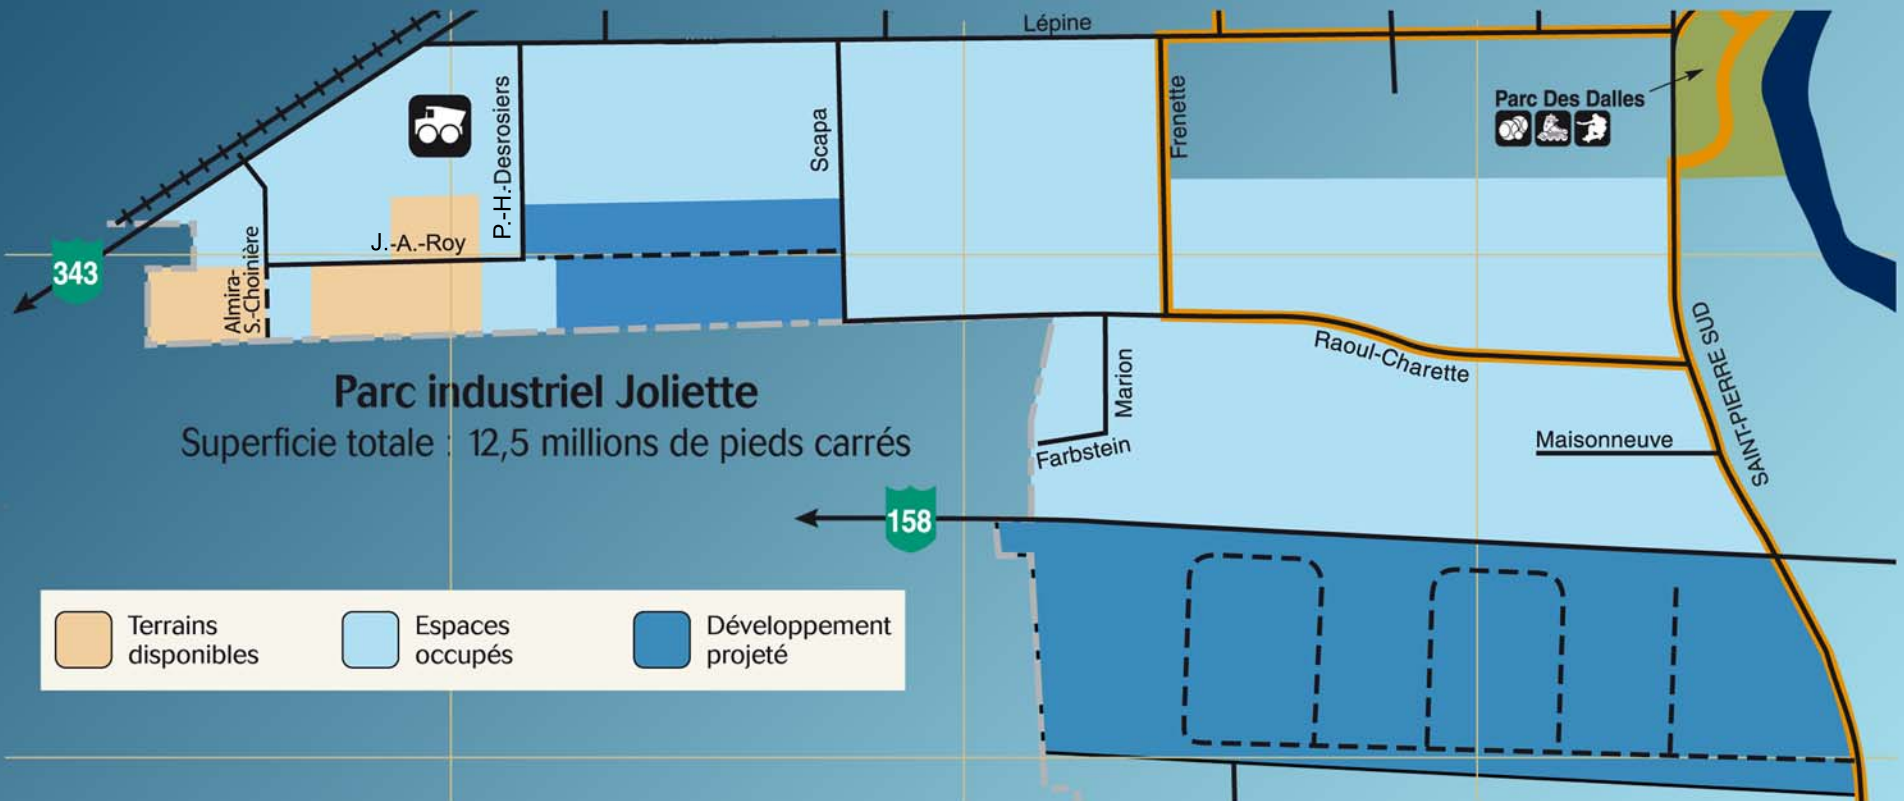 Lépine
Frenette
Parc Des Dalles
P.-H.-Desrosiers
Scapa
J.-A.-Roy
Almira-
S.-Choinière
343
Raoul-Charette
SAINT-PIERRE SUD
Marion
Farbstein
Maisonneuve
Parc industriel Joliette
Superficie totale : 12,5 millions de pieds carrés
158
Terrains
disponibles
Espaces
occupés
Développement
projeté